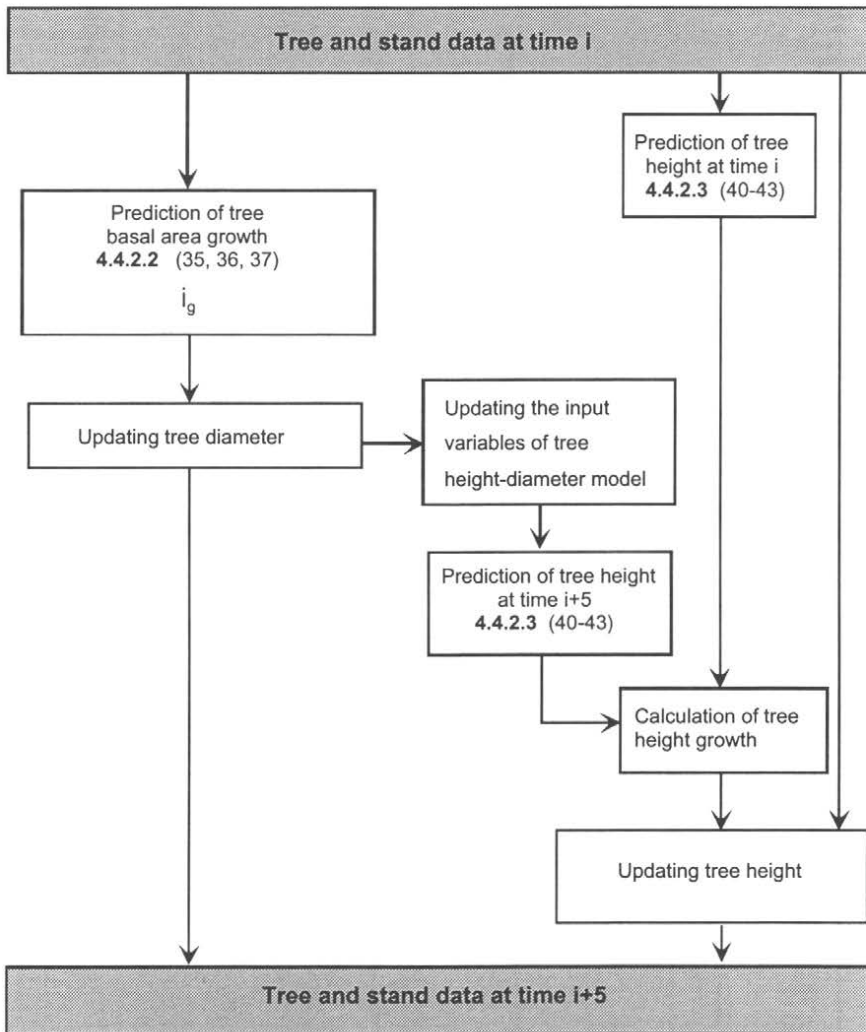 Tree and stand data at time i
Prediction of tree
height at time i
4.4.2.3 (40-43)
Prediction of tree
basal area growth
4.4.2.2 (35, 36, 37)
ig
Updating tree diameter
Updating the input
variables of tree
height-diameter model
Prediction of tree height
at time i+5
4.4.2.3 (40-43)
Calculation of tree
height growth
Updating tree height
Tree and stand data at time i+5